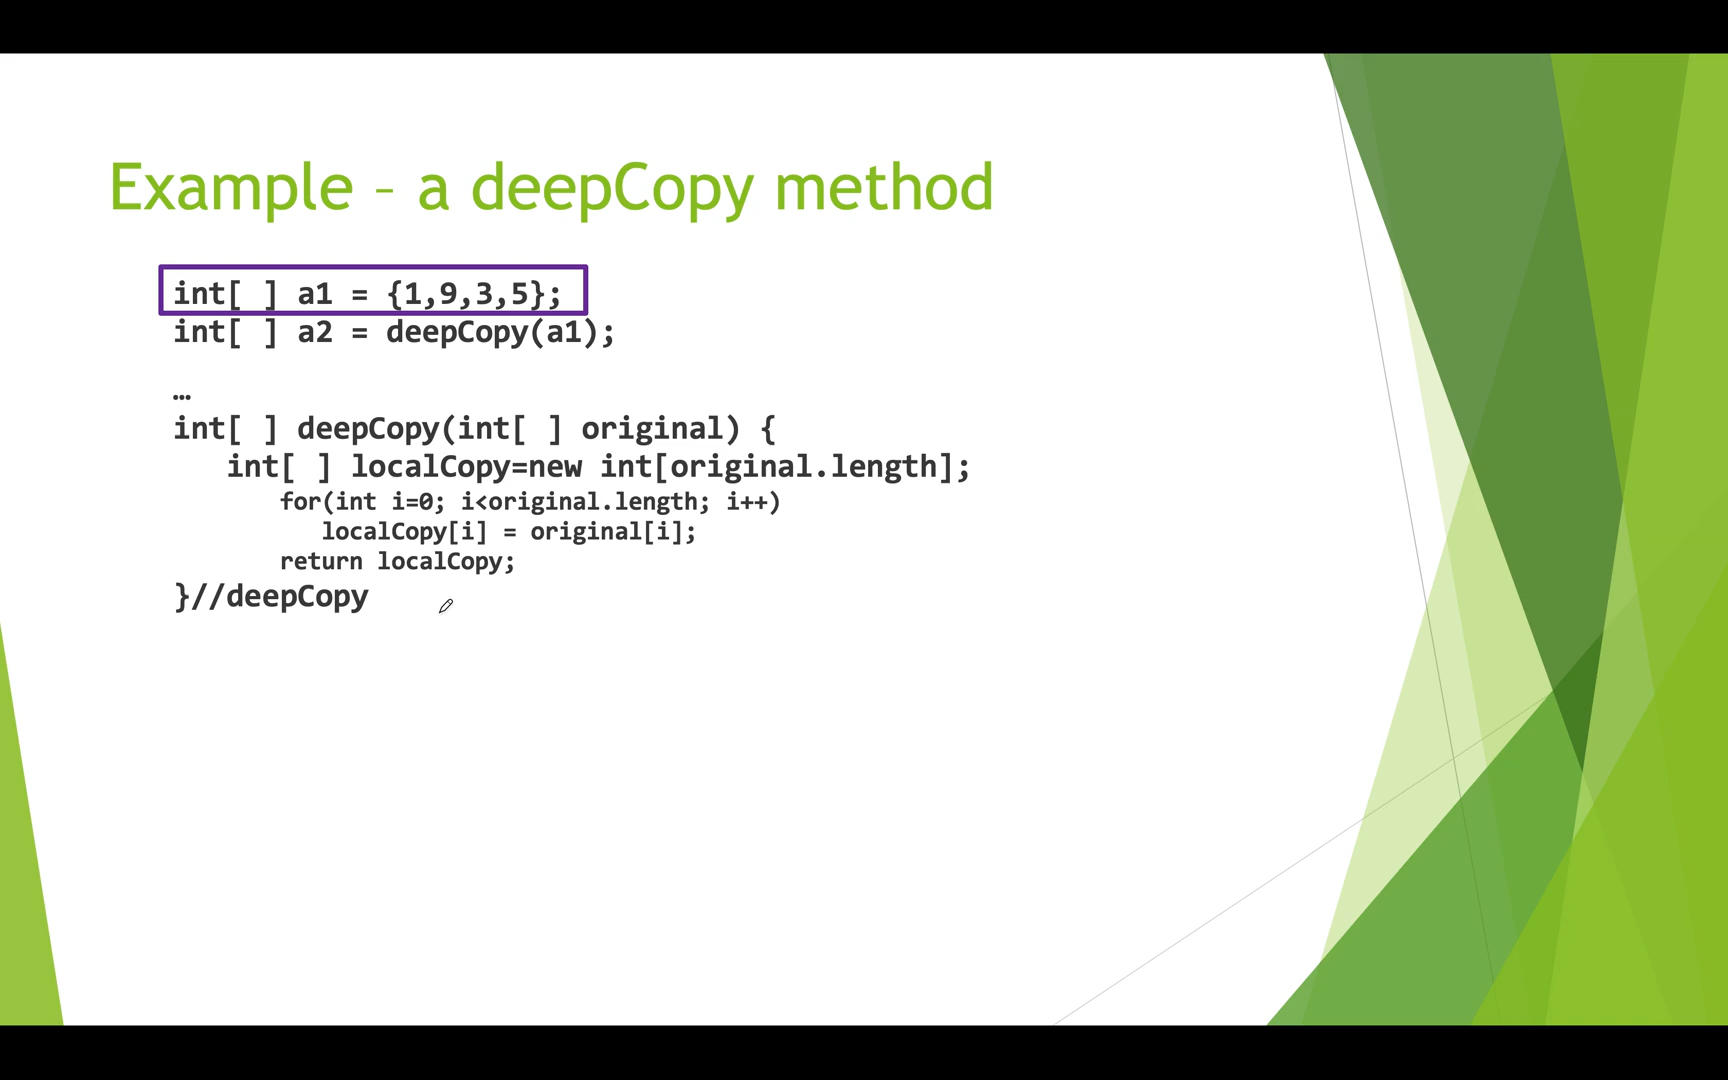 Example – a deepCopy method
int[ ] a1 = {1,9,3,5};
int[ ] a2 = deepCopy(a1);
…
int[ ] deepCopy(int[ ] original) {
int[ ] localCopy=new int[original.length];
for(int i=0; i<original.length; i++)
localCopy[i] = original[i];
return localCopy;
}//deepCopy